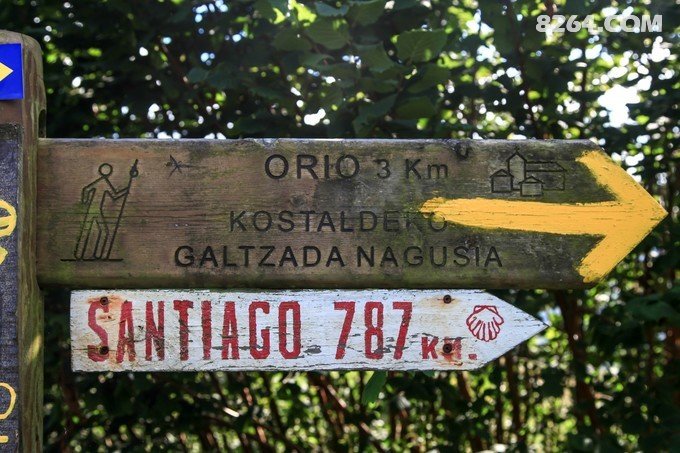 8264.COM
ORIO 3 Km
KOSTALDEKO
GALTZADA NAGUSIA
SANTIAGO 787 KM.